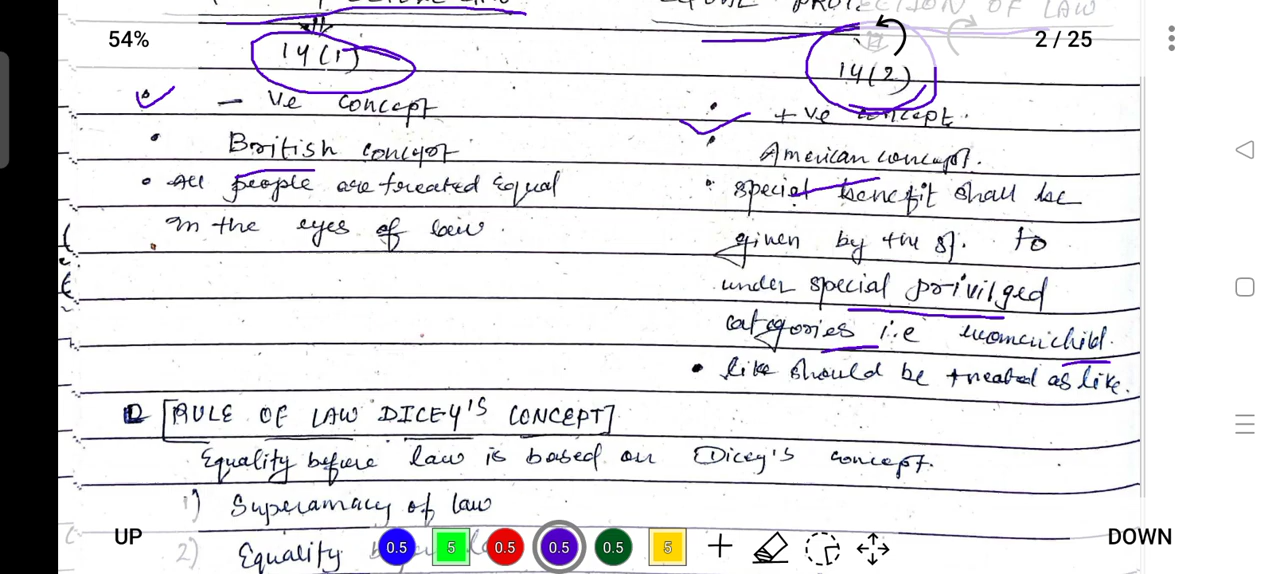 54%
PROTECTION OF LAW
2 / 25
14(1)
14(2)
- Ve concept
+ve concept.
British concept
American concept.
All people are treated Equal
in the eyes of law.
special benefit shall be
given by the st. to
under special privilged
categories i.e women child.
like should be treated as like.
[RULE OF LAW DICEY'S CONCEPT]
Equality before law is based on Dicey's concept.
1) Superamacy of law
2) Equality
UP
0.5
5
0.5
0.5
0.5
5
DOWN